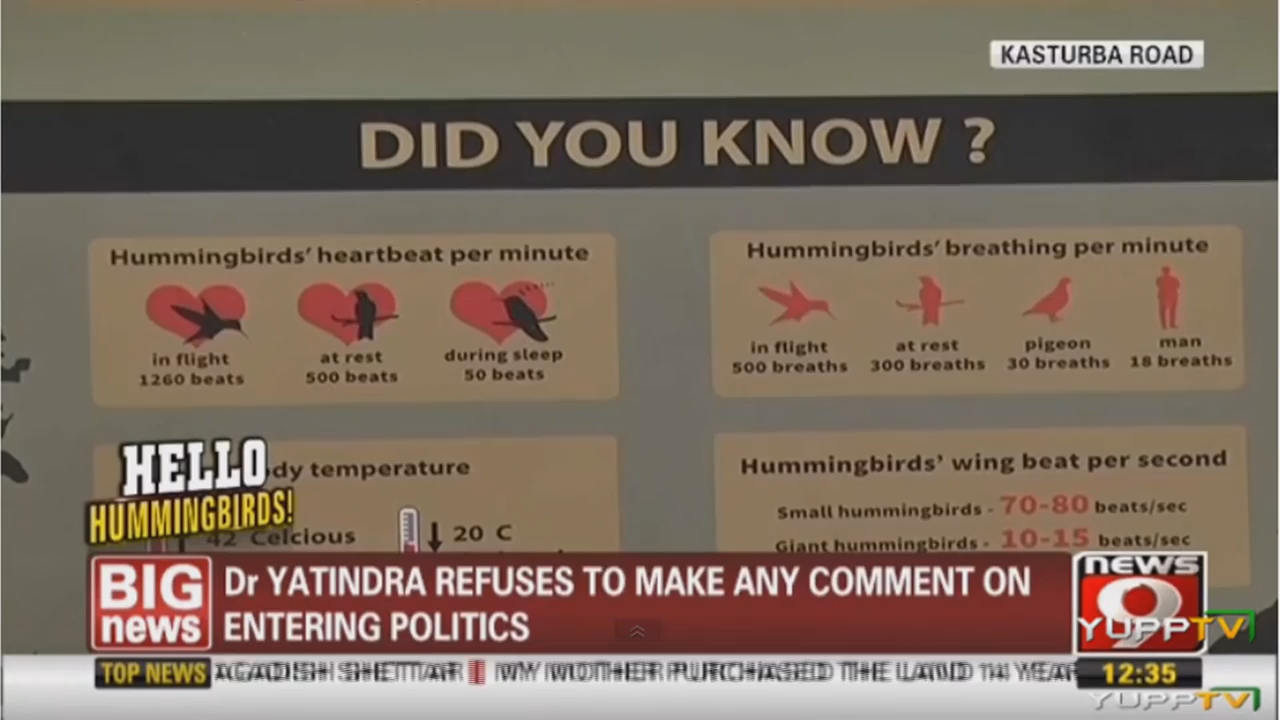 KASTURBA ROAD
DID YOU KNOW ?
Hummingbirds' heartbeat per minute
in flight
1260 beats
at rest
500 beats
during sleep
50 beats
Hummingbirds' breathing per minute
in flight
500 breaths
at rest
300 breaths
pigeon
30 breaths
man
18 breaths
HELLO
HUMMINGBIRDS!
dy temperature
42 Celcious
20 C
Hummingbirds' wing beat per second
Small hummingbirds - 70-80 beats/sec
Giant hummingbirds - 10-15 beats/sec
BIG
news
Dr YATINDRA REFUSES TO MAKE ANY COMMENT ON
ENTERING POLITICS
NEWS
9
YUPPTV
TOP NEWS
AGADISH SHETTAR MY MOTHER PURCHASED THE LAND 14 YEAR
12:35
YUPPTV